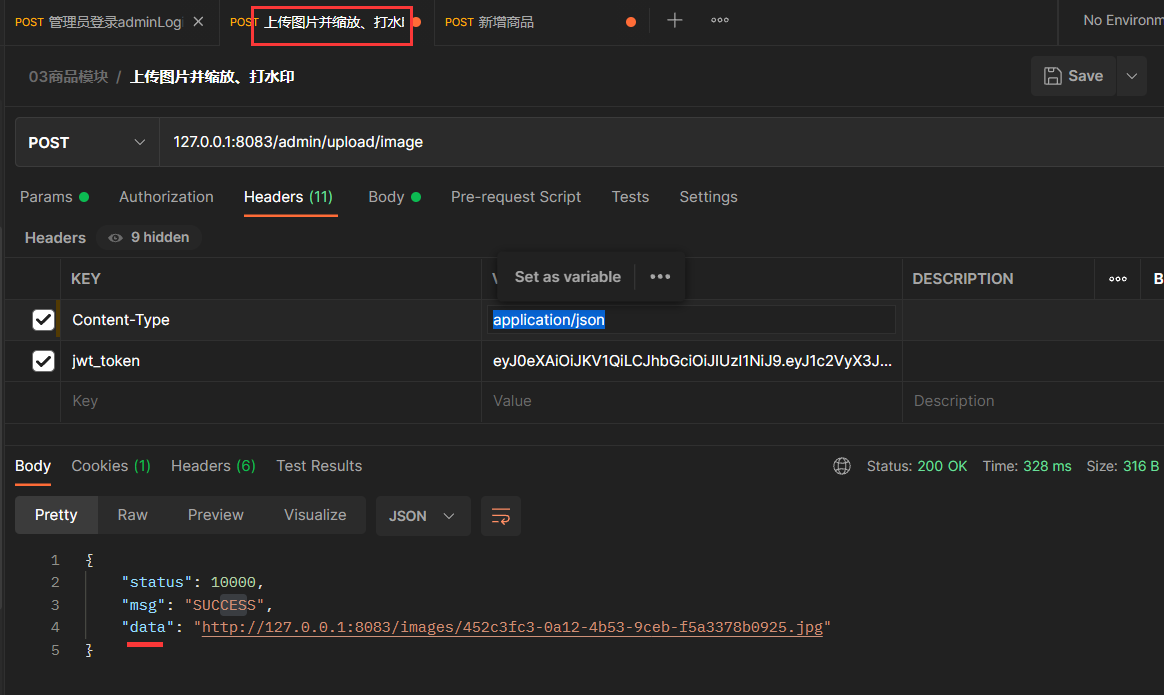 POST 管理员登录adminLogi
POST 上传图片并缩放、打水
POST 新增商品
No Environm
03商品模块 / 上传图片并缩放、打水印
Save
POST
127.0.0.1:8083/admin/upload/image
Params
Authorization
Headers (11)
Body
Pre-request Script
Tests
Settings
Headers
9 hidden
KEY
V
Set as variable
DESCRIPTION
B
Content-Type
application/json
jwt_token
eyJ0eXAiOiJKV1QiLCJhbGciOiJIUzI1NiJ9.eyJ1c2VyX3J...
Key
Value
Description
Body
Cookies (1)
Headers (6)
Test Results
Status: 200 OK
Time: 328 ms
Size: 316 B
Pretty
Raw
Preview
Visualize
JSON
1 {
2 "status": 10000,
3 "msg": "SUCCESS",
4 "data": "http://127.0.0.1:8083/images/452c3fc3-0a12-4b53-9ceb-f5a3378b0925.jpg"
5 }